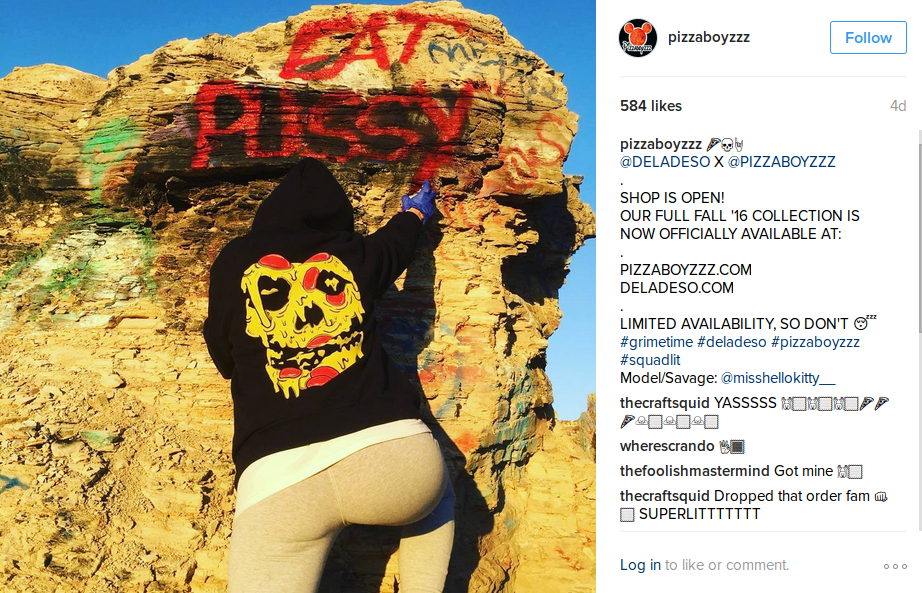 EAT
ME
PUSSY
pizzaboyzzz
Follow
584 likes
4d
pizzaboyzzz 🍕💀🤘
@DELADESO X @PIZZABOYZZZ
.
SHOP IS OPEN!
OUR FULL FALL '16 COLLECTION IS
NOW OFFICIALLY AVAILABLE AT:
.
PIZZABOYZZZ.COM
DELADESO.COM
.
LIMITED AVAILABILITY, SO DON'T 😴
#grimetime #deladeso #pizzaboyzzz
#squadlit
Model/Savage: @misshellokitty__
thecraftsquid YASSSSS
wherescrando
thefoolishmastermind Got mine
thecraftsquid Dropped that order fam
SUPERLITTTTTTT
Log in to like or comment.